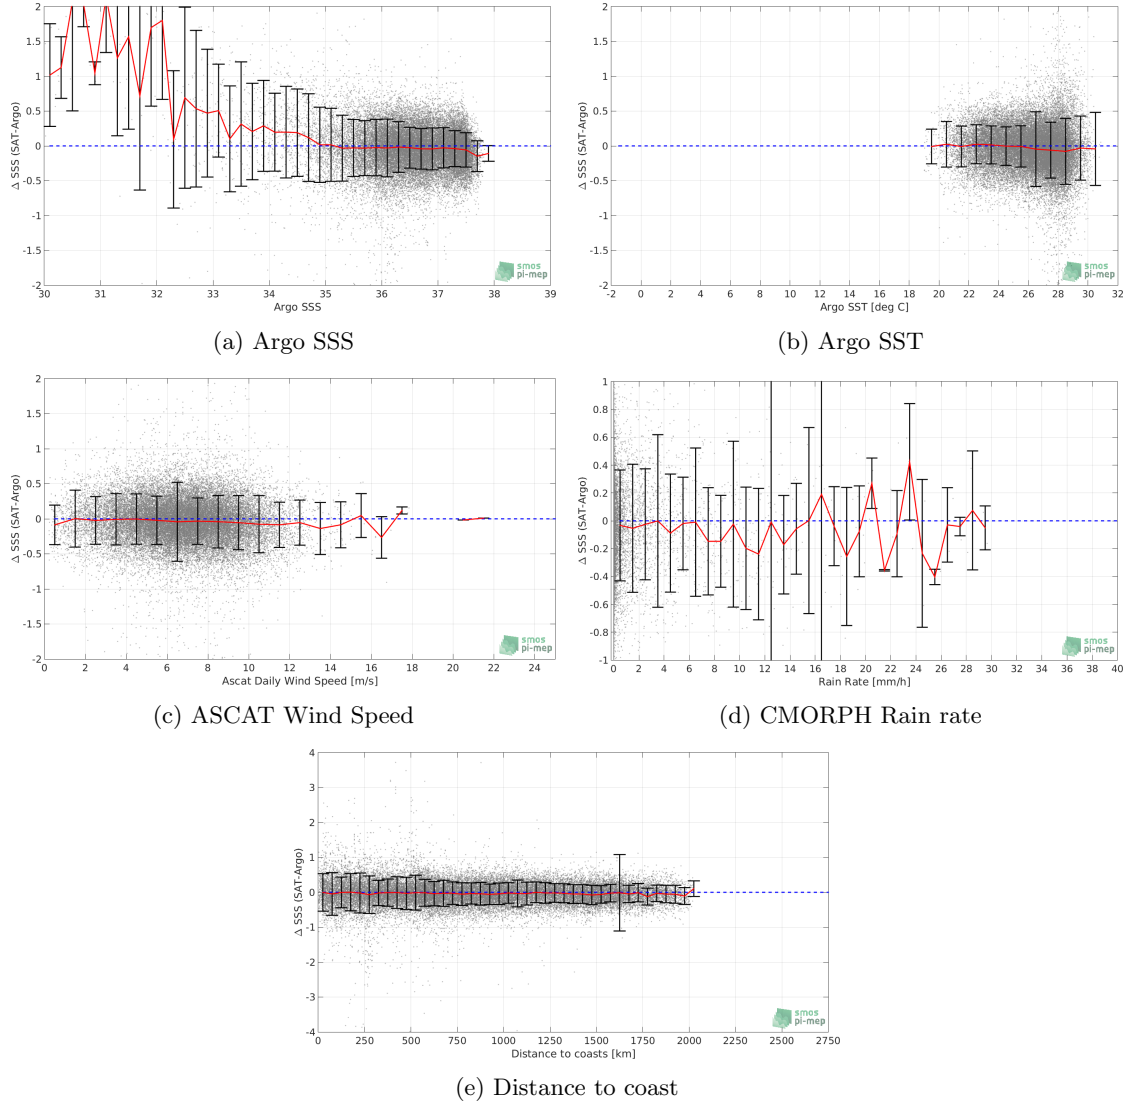 2
1.5
1
0.5
0
-0.5
-1
-1.5
-2
Δ SSS (SAT-Argo)
30 31 32 33 34 35 36 37 38 39
Argo SSS
smos
pi-mep
(a) Argo SSS
2
1.5
1
0.5
0
-0.5
-1
-1.5
-2
Δ SSS (SAT-Argo)
-2 0 2 4 6 8 10 12 14 16 18 20 22 24 26 28 30 32
Argo SST [deg C]
smos
pi-mep
(b) Argo SST
2
1.5
1
0.5
0
-0.5
-1
-1.5
-2
Δ SSS (SAT-Argo)
0 2 4 6 8 10 12 14 16 18 20 22 24
Ascat Daily Wind Speed [m/s]
smos
pi-mep
(c) ASCAT Wind Speed
1
0.8
0.6
0.4
0.2
0
-0.2
-0.4
-0.6
-0.8
-1
Δ SSS (SAT-Argo)
0 2 4 6 8 10 12 14 16 18 20 22 24 26 28 30 32 34 36 38 40
Rain Rate [mm/h]
smos
pi-mep
(d) CMORPH Rain rate
4
3
2
1
0
-1
-2
-3
-4
Δ SSS (SAT-Argo)
0 250 500 750 1000 1250 1500 1750 2000 2250 2500 2750
Distance to coasts [km]
smos
pi-mep
(e) Distance to coast